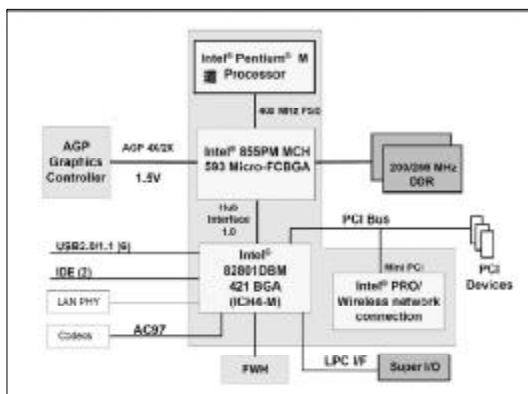 Intel® Pentium® M
Processor
400 MHz FSB
AGP
Graphics
Controller
AGP 4X/2X
1.5V
Intel® 855PM MCH
593 Micro-FCBGA
200/266 MHz
DDR
Hub
Interface
1.0
PCI Bus
USB2.0/1.1 (6)
IDE (2)
LAN PHY
Codecs
AC97
Intel®
82801DBM
421 BGA
(ICH4-M)
Mini PCI
Intel® PRO/
Wireless network
connection
PCI
Devices
FWH
LPC I/F
Super I/O